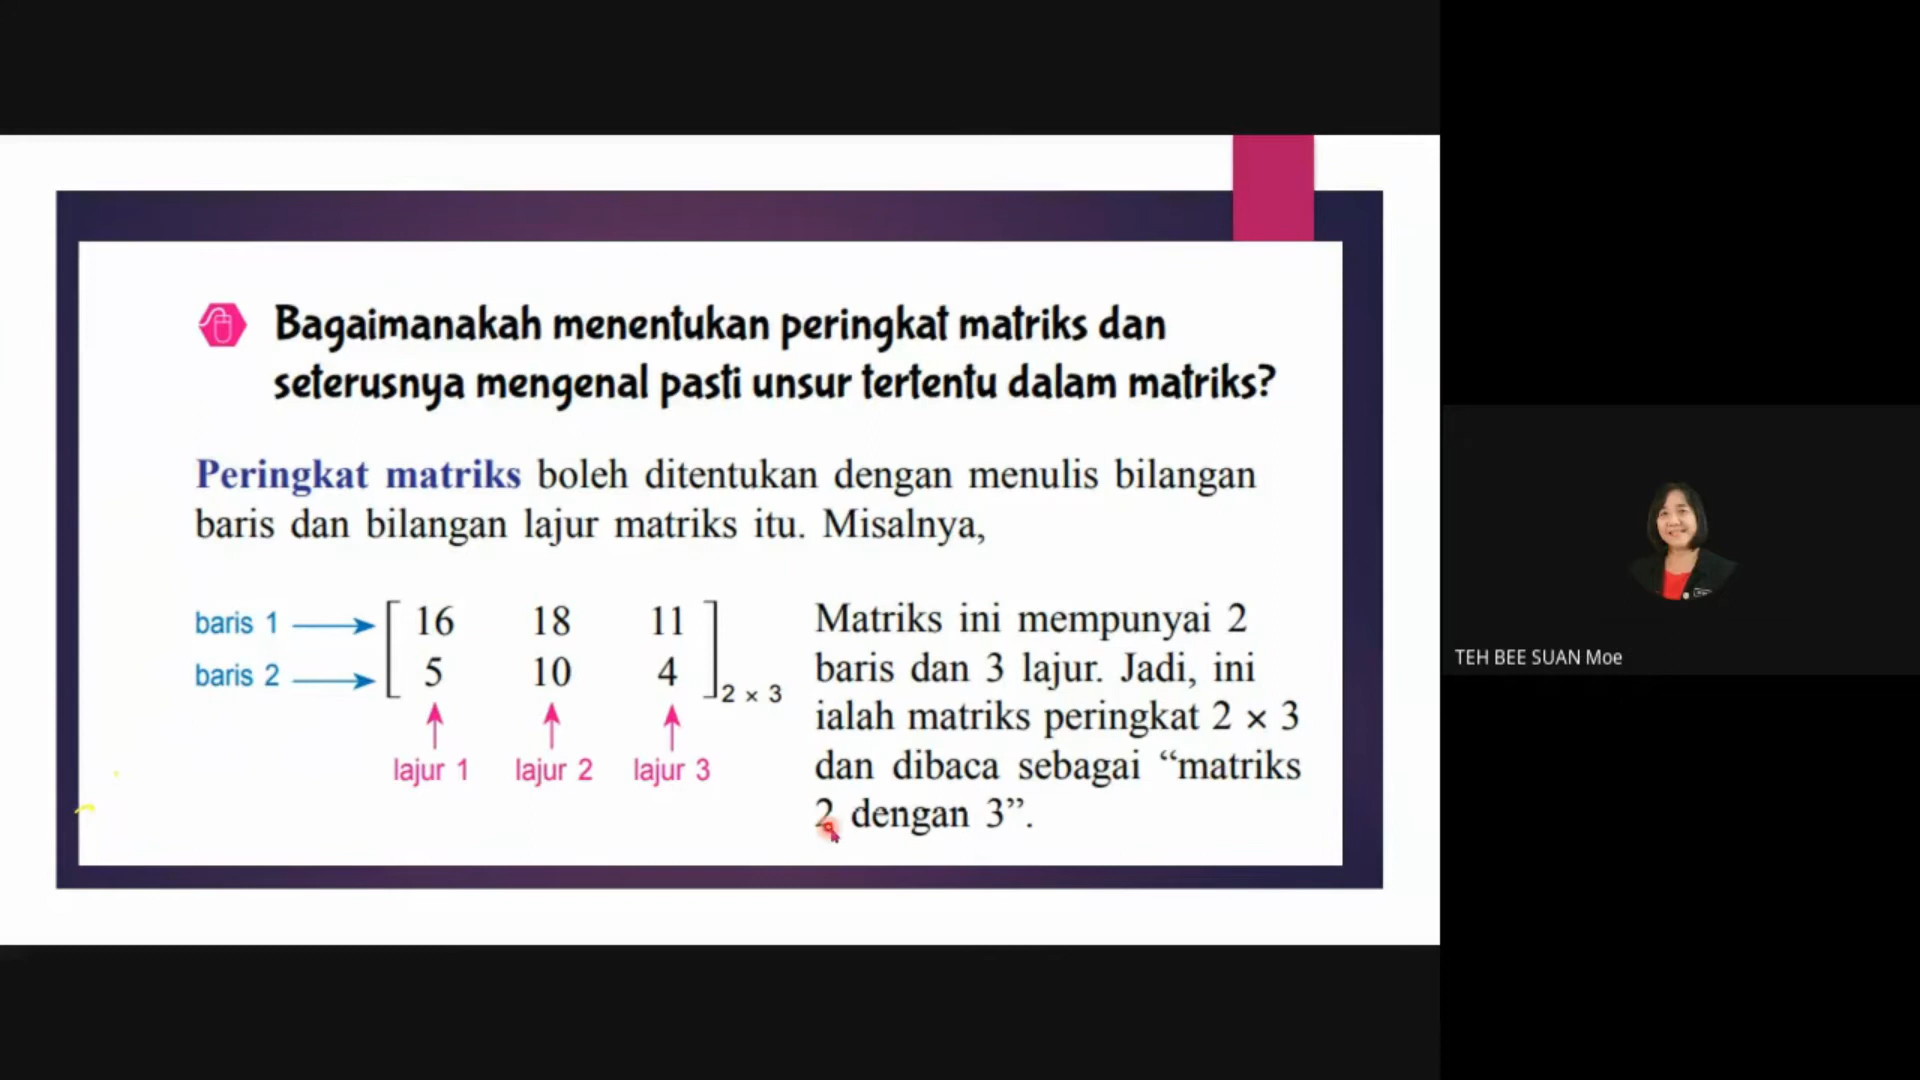 Bagaimanakah menentukan peringkat matriks dan
seterusnya mengenal pasti unsur tertentu dalam matriks?
Peringkat matriks boleh ditentukan dengan menulis bilangan
baris dan bilangan lajur matriks itu. Misalnya,
baris 1 16 18 11
baris 2 5 10 4
2 × 3
lajur 1 lajur 2 lajur 3
Matriks ini mempunyai 2
baris dan 3 lajur. Jadi, ini
ialah matriks peringkat 2 × 3
dan dibaca sebagai “matriks
2 dengan 3”.
TEH BEE SUAN Moe